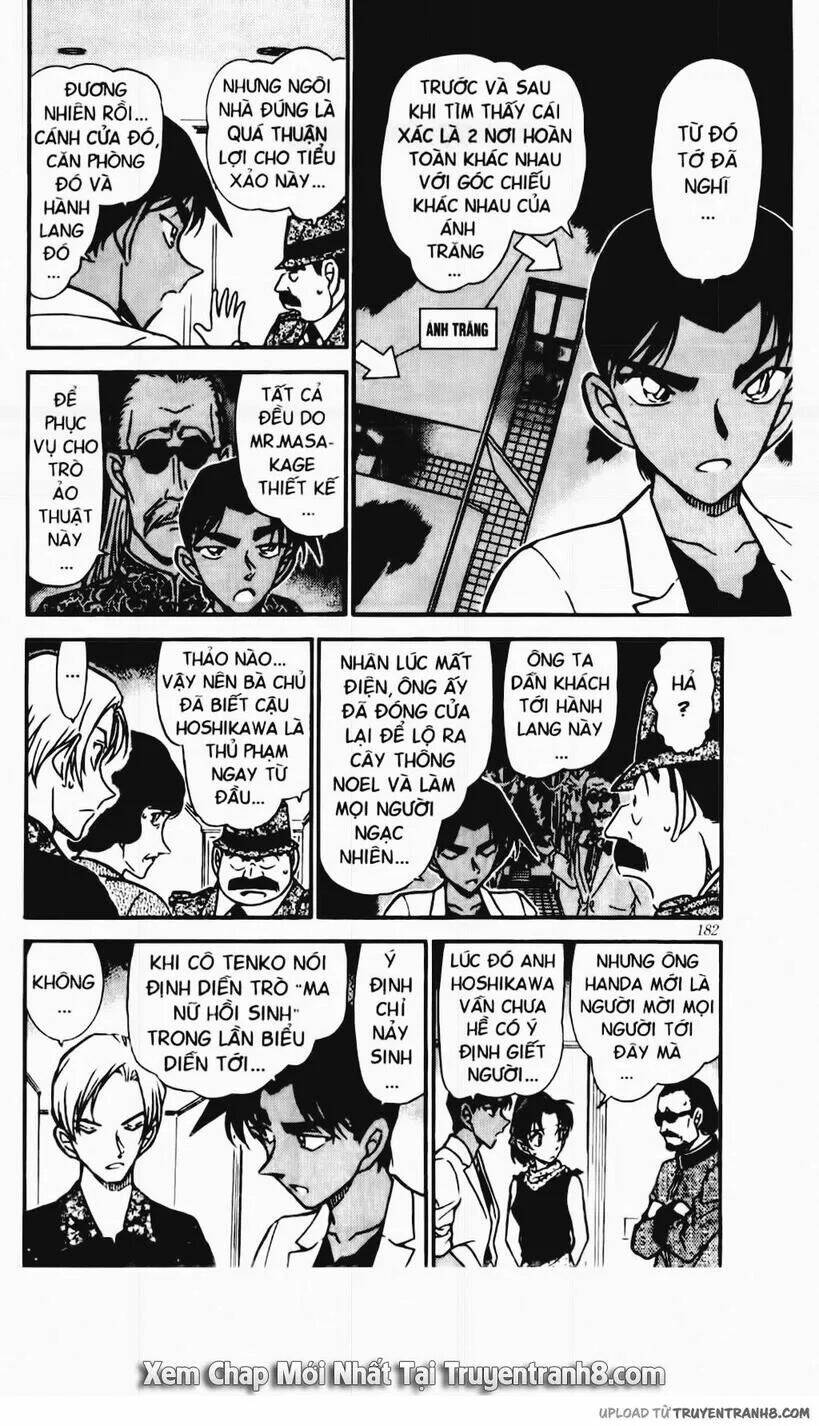 TỪ ĐÓ
TỚ ĐÃ
NGHĨ
...
TRƯỚC VÀ SAU
KHI TÌM THẤY CÁI
XÁC LÀ 2 NƠI HOÀN
TOÀN KHÁC NHAU
VỚI GÓC CHIẾU
KHÁC NHAU CỦA
ÁNH
TRĂNG
...
ÁNH TRĂNG
NHƯNG NGÔI
NHÀ ĐÚNG LÀ
QUÁ THUẬN
LỢI CHO TIỂU
XẢO NÀY...
ĐƯƠNG
NHIÊN RỒI...
CÁNH CỬA ĐÓ,
CĂN PHÒNG
ĐÓ VÀ
HÀNH
LANG ĐÓ
...
TẤT CẢ
ĐỀU DO
MR.MASA-
KAGE
THIẾT KẾ
...
ĐỂ
PHỤC
VỤ CHO
TRÒ
ẢO
THUẬT
NÀY
...
HẢ
?
ÔNG TA
DẪN KHÁCH
TỚI HÀNH
LANG NÀY
...
NHÂN LÚC MẤT
ĐIỆN, ÔNG ẤY
ĐÃ ĐÓNG CỬA
LẠI ĐỂ LỘ RA
CÂY THÔNG
NOEL VÀ LÀM
MỌI NGƯỜI
NGẠC
NHIÊN...
THẢO NÀO...
VẬY NÊN BÀ CHỦ
ĐÃ BIẾT CẬU
HOSHIKAWA LÀ
THỦ PHẠM
NGAY TỪ
ĐẦU...
...
182
NHƯNG ÔNG
HANDA MỚI LÀ
NGƯỜI MỜI MỌI
NGƯỜI TỚI
ĐÂY MÀ
...
LÚC ĐÓ ANH
HOSHIKAWA
VẪN CHƯA
HỀ CÓ Ý
ĐỊNH GIẾT
NGƯỜI...
Ý
ĐỊNH
CHỈ
NẢY
SINH
...
KHI CÔ TENKO NÓI
ĐỊNH DIỄN TRÒ "MA
NỮ HỒI SINH"
TRONG LẦN BIỂU
DIỄN TỚI...
KHÔNG
...
Xem Chap Mới Nhất Tại Truyentranh8.com
UPLOAD TỪ TRUYENTRANH8.COM